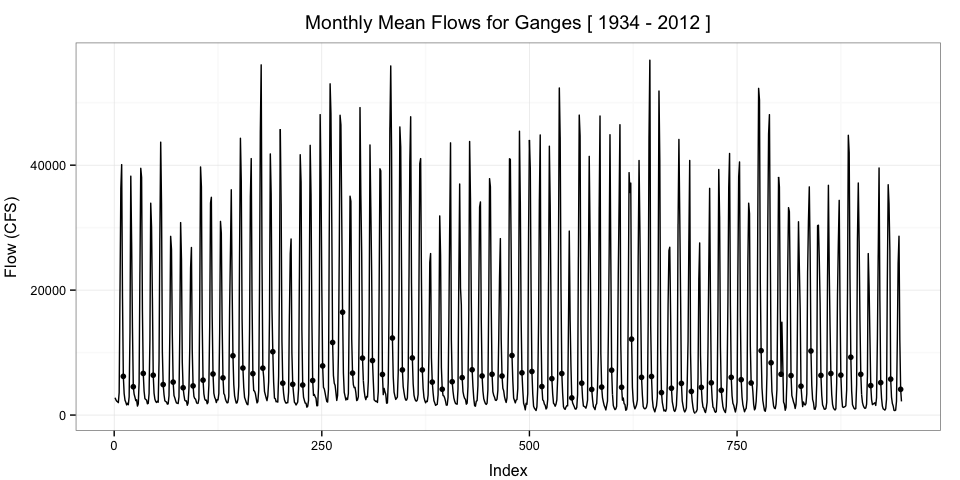 Monthly Mean Flows for Ganges [ 1934 - 2012 ]
Flow (CFS)
40000
20000
0
0 250 500 750
Index